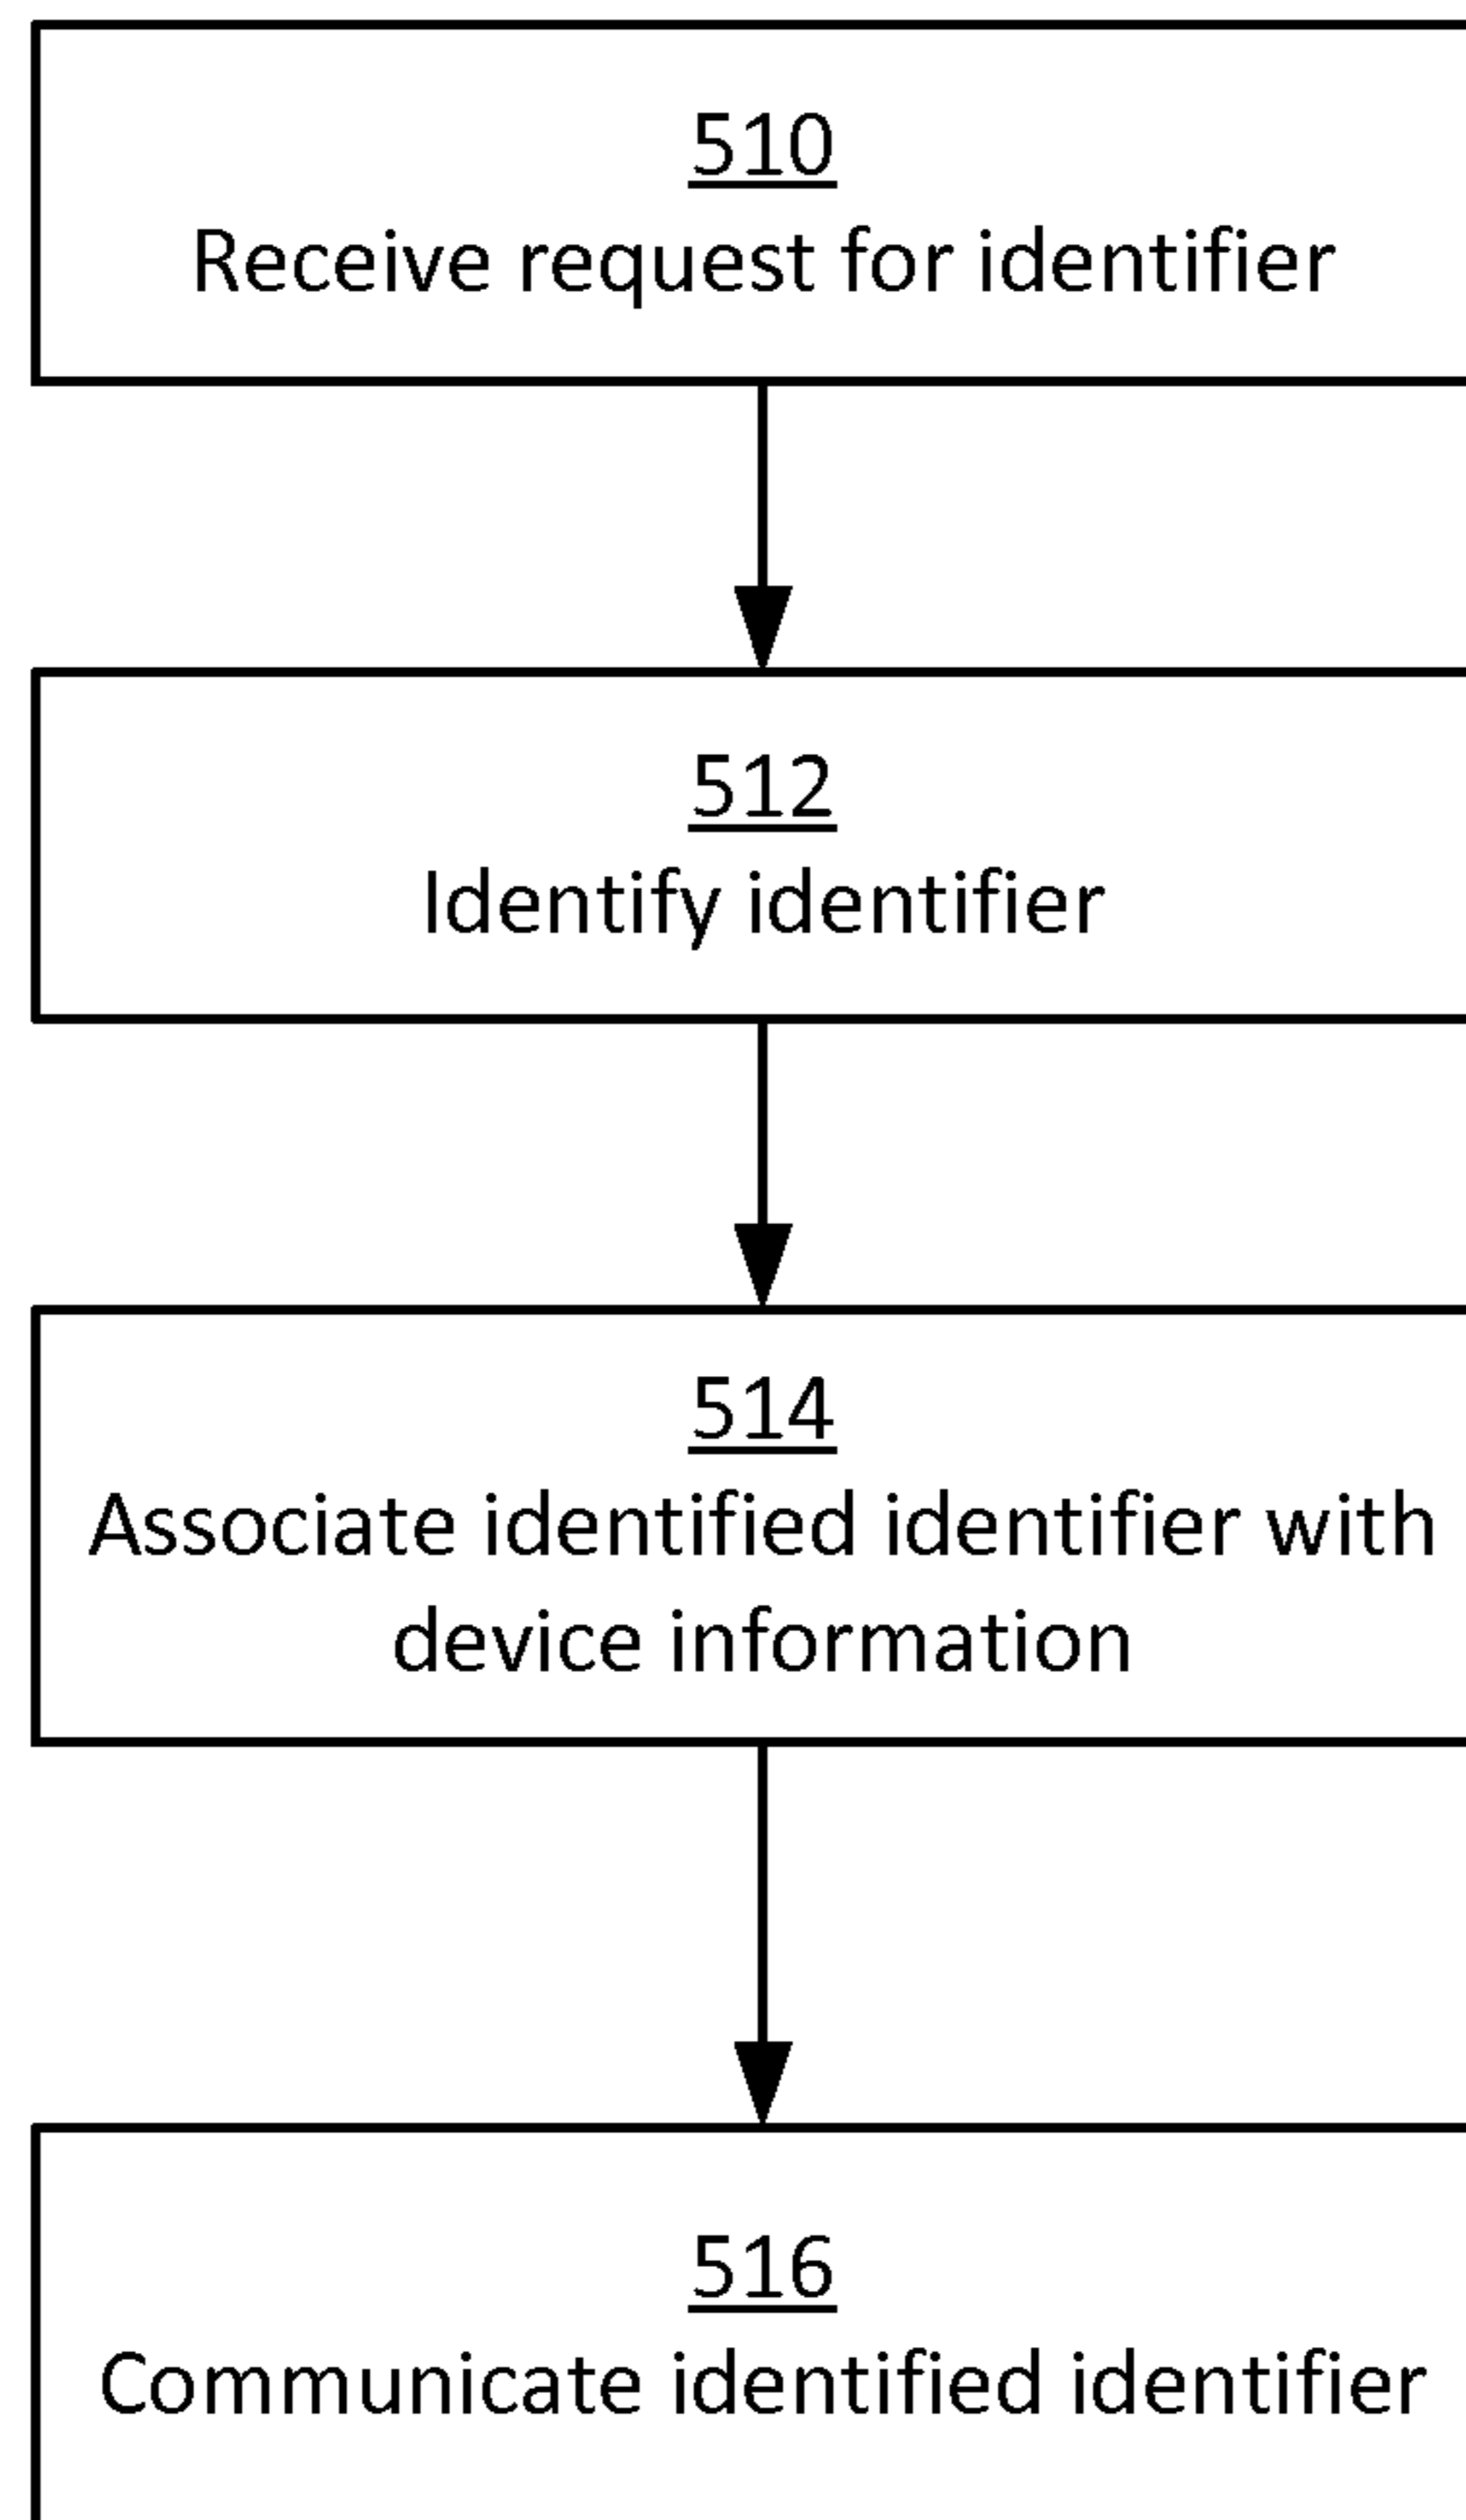 510
Receive request for identifier
512
Identify identifier
514
Associate identified identifier with
device information
516
Communicate identified identifier